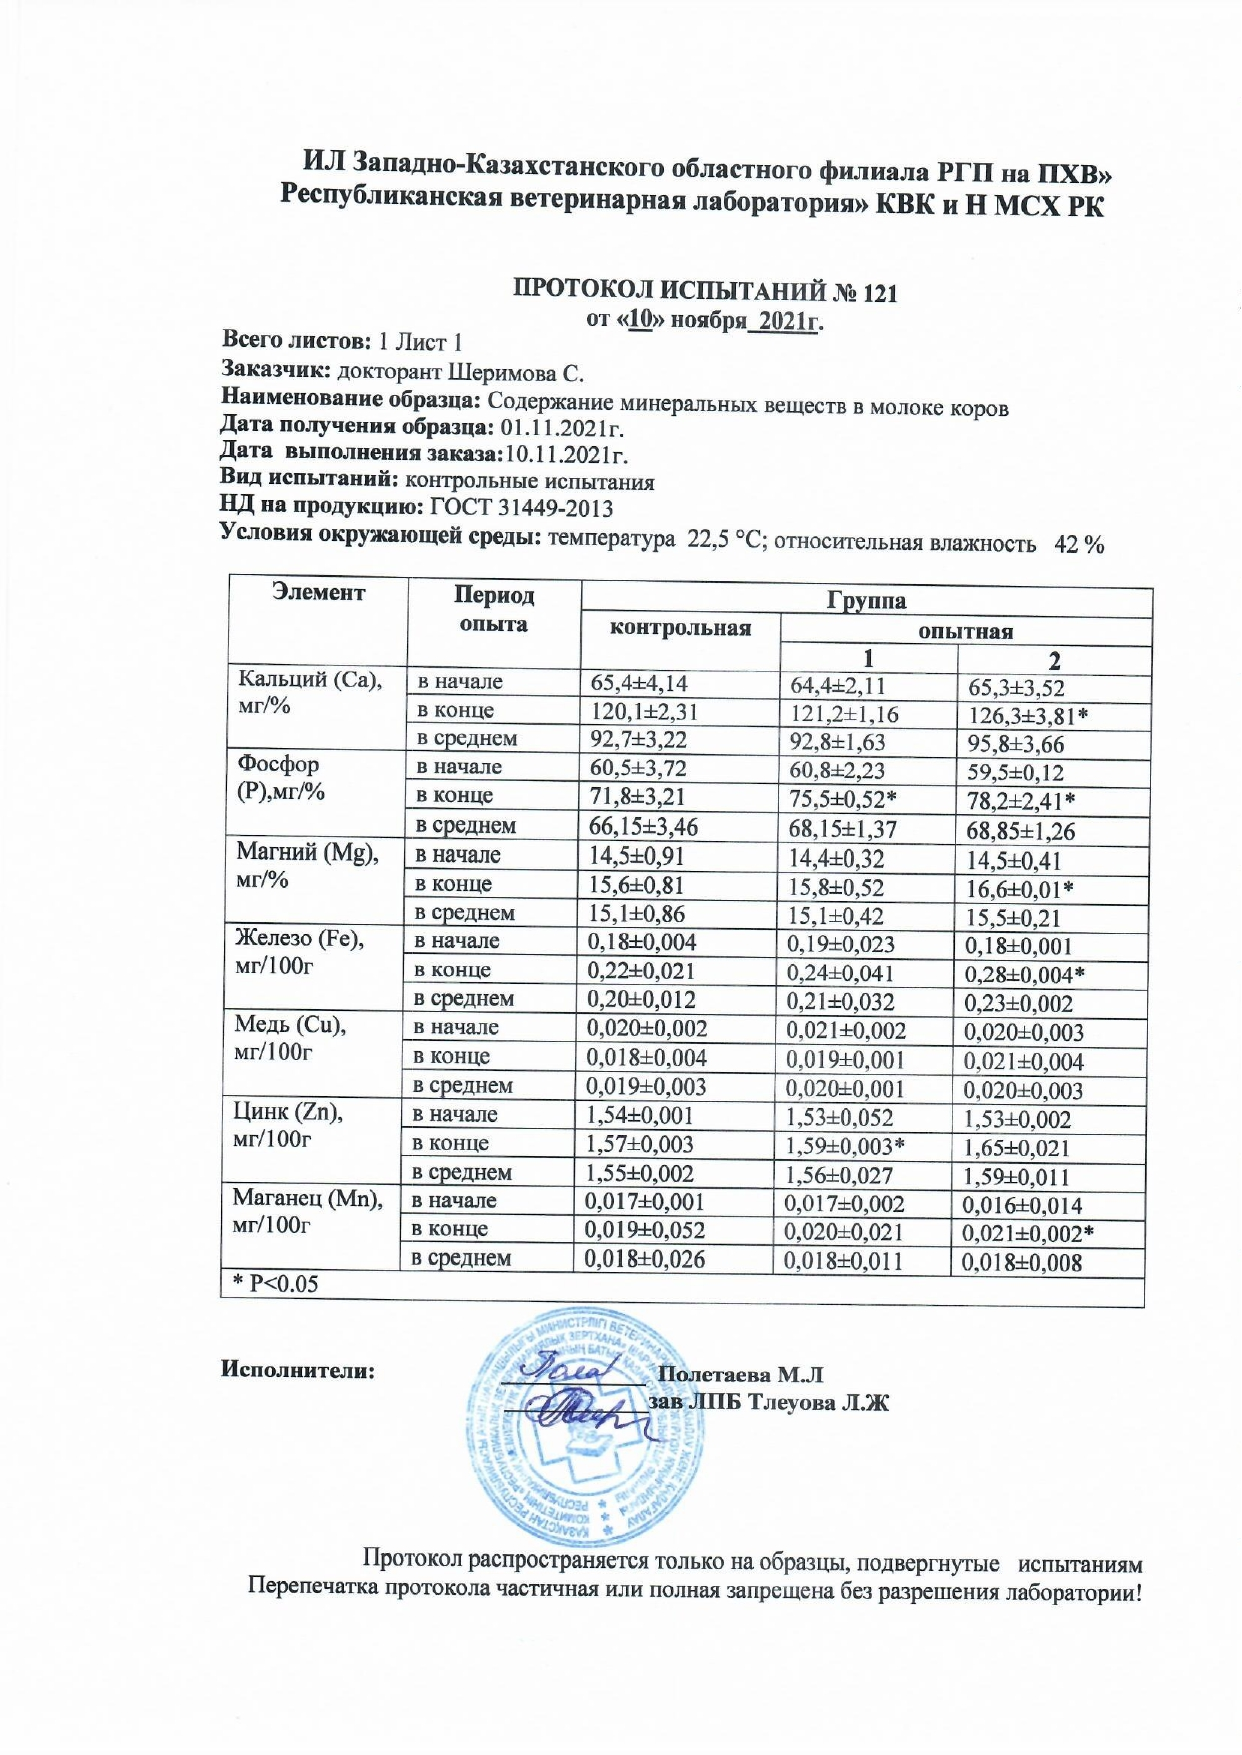 ИЛ Западно-Казахстанского областного филиала РГП на ПХВ»
Республиканская ветеринарная лаборатория» КВК и Н МСХ РК
ПРОТОКОЛ ИСПЫТАНИЙ № 121
от «10» ноября 2021г.
Всего листов: 1 Лист 1
Заказчик: докторант Шеримова С.
Наименование образца: Содержание минеральных веществ в молоке коров
Дата получения образца: 01.11.2021г.
Дата выполнения заказа:10.11.2021г.
Вид испытаний: контрольные испытания
НД на продукцию: ГОСТ 31449-2013
Условия окружающей среды: температура 22,5 °С; относительная влажность 42 %
Элемент Период опыта Группа
контрольная опытная
1 2
Кальций (Ca), мг/% в начале 65,4±4,14 64,4±2,11 65,3±3,52
в конце 120,1±2,31 121,2±1,16 126,3±3,81*
в среднем 92,7±3,22 92,8±1,63 95,8±3,66
Фосфор (P),мг/% в начале 60,5±3,72 60,8±2,23 59,5±0,12
в конце 71,8±3,21 75,5±0,52* 78,2±2,41*
в среднем 66,15±3,46 68,15±1,37 68,85±1,26
Магний (Mg), мг/% в начале 14,5±0,91 14,4±0,32 14,5±0,41
в конце 15,6±0,81 15,8±0,52 16,6±0,01*
в среднем 15,1±0,86 15,1±0,42 15,5±0,21
Железо (Fe), мг/100г в начале 0,18±0,004 0,19±0,023 0,18±0,001
в конце 0,22±0,021 0,24±0,041 0,28±0,004*
в среднем 0,20±0,012 0,21±0,032 0,23±0,002
Медь (Cu), мг/100г в начале 0,020±0,002 0,021±0,002 0,020±0,003
в конце 0,018±0,004 0,019±0,001 0,021±0,004
в среднем 0,019±0,003 0,020±0,001 0,020±0,003
Цинк (Zn), мг/100г в начале 1,54±0,001 1,53±0,052 1,53±0,002
в конце 1,57±0,003 1,59±0,003* 1,65±0,021
в среднем 1,55±0,002 1,56±0,027 1,59±0,011
Маганец (Mn), мг/100г в начале 0,017±0,001 0,017±0,002 0,016±0,014
в конце 0,019±0,052 0,020±0,021 0,021±0,002*
в среднем 0,018±0,026 0,018±0,011 0,018±0,008
* P<0.05
Исполнители: Полетаева М.Л
зав ЛПБ Тлеуова Л.Ж
Протокол распространяется только на образцы, подвергнутые испытаниям
Перепечатка протокола частичная или полная запрещена без разрешения лаборатории!